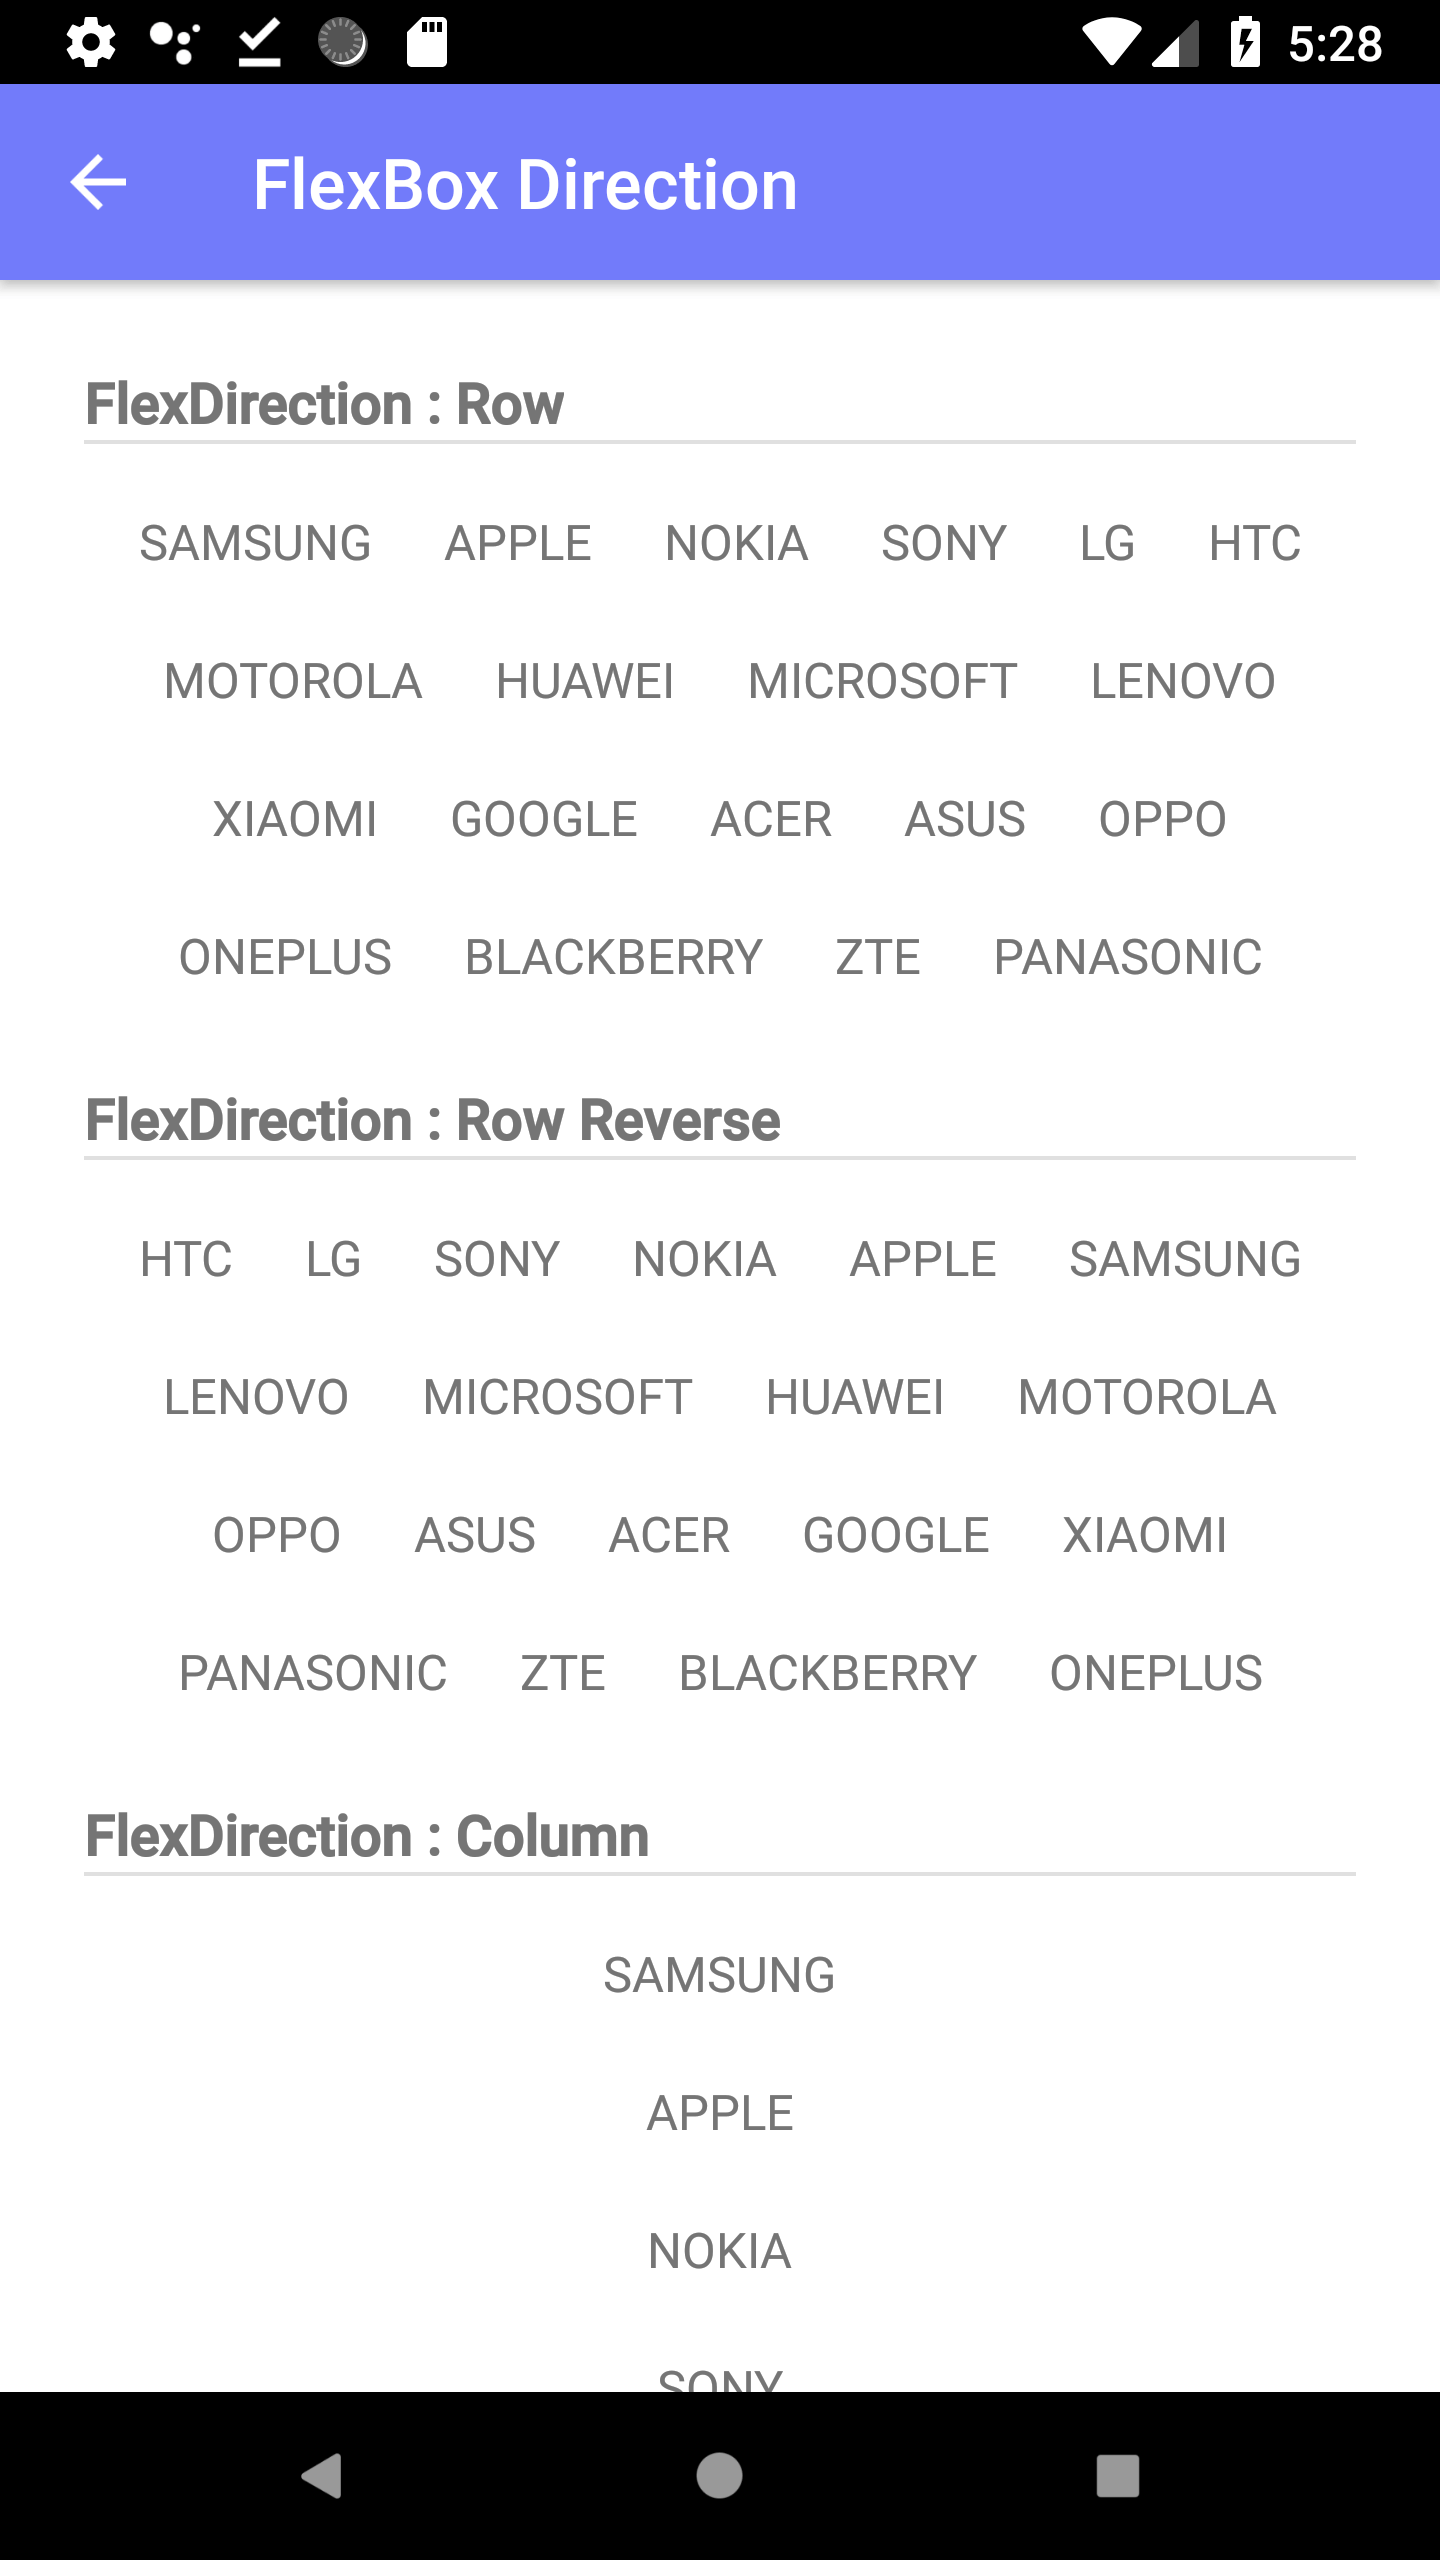 5:28
FlexBox Direction
FlexDirection : Row
SAMSUNG APPLE NOKIA SONY LG HTC
MOTOROLA HUAWEI MICROSOFT LENOVO
XIAOMI GOOGLE ACER ASUS OPPO
ONEPLUS BLACKBERRY ZTE PANASONIC
FlexDirection : Row Reverse
HTC LG SONY NOKIA APPLE SAMSUNG
LENOVO MICROSOFT HUAWEI MOTOROLA
OPPO ASUS ACER GOOGLE XIAOMI
PANASONIC ZTE BLACKBERRY ONEPLUS
FlexDirection : Column
SAMSUNG
APPLE
NOKIA
SONY